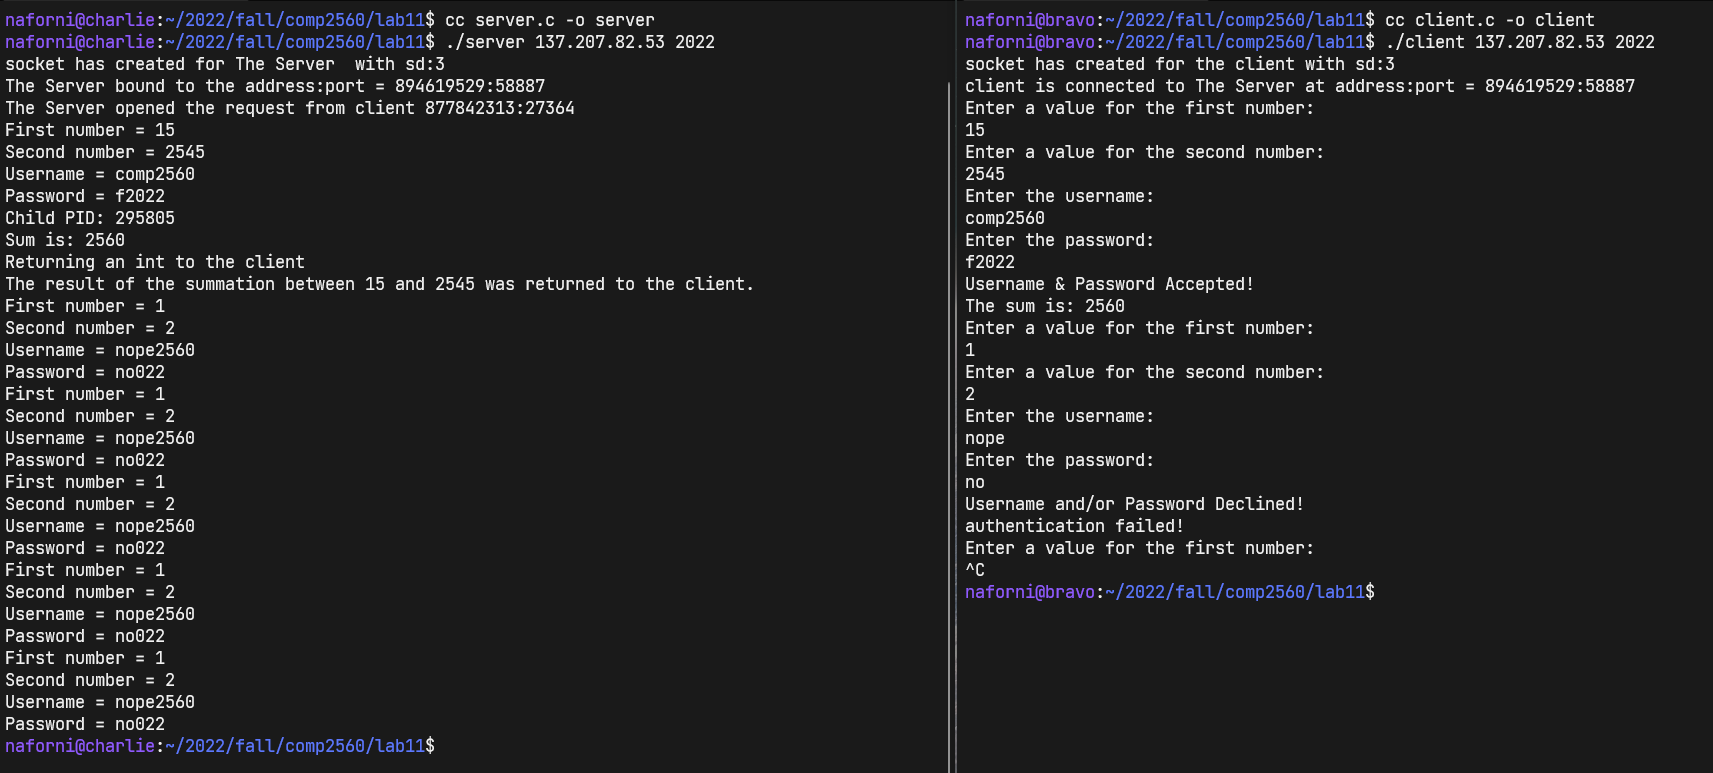 naforni@charlie:~/2022/fall/comp2560/lab11$ cc server.c -o server
naforni@charlie:~/2022/fall/comp2560/lab11$ ./server 137.207.82.53 2022
socket has created for The Server  with sd:3
The Server bound to the address:port = 894619529:58887
The Server opened the request from client 877842313:27364
First number = 15
Second number = 2545
Username = comp2560
Password = f2022
Child PID: 295805
Sum is: 2560
Returning an int to the client
The result of the summation between 15 and 2545 was returned to the client.
First number = 1
Second number = 2
Username = nope2560
Password = no022
First number = 1
Second number = 2
Username = nope2560
Password = no022
First number = 1
Second number = 2
Username = nope2560
Password = no022
First number = 1
Second number = 2
Username = nope2560
Password = no022
First number = 1
Second number = 2
Username = nope2560
Password = no022
naforni@charlie:~/2022/fall/comp2560/lab11$
naforni@bravo:~/2022/fall/comp2560/lab11$ cc client.c -o client
naforni@bravo:~/2022/fall/comp2560/lab11$ ./client 137.207.82.53 2022
socket has created for the client with sd:3
client is connected to The Server at address:port = 894619529:58887
Enter a value for the first number:
15
Enter a value for the second number:
2545
Enter the username:
comp2560
Enter the password:
f2022
Username & Password Accepted!
The sum is: 2560
Enter a value for the first number:
1
Enter a value for the second number:
2
Enter the username:
nope
Enter the password:
no
Username and/or Password Declined!
authentication failed!
Enter a value for the first number:
^C
naforni@bravo:~/2022/fall/comp2560/lab11$